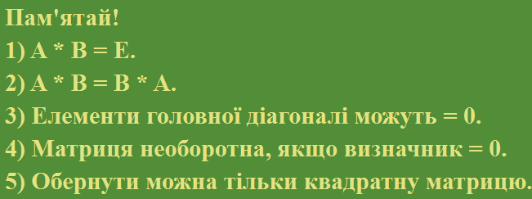 Пам'ятай!
1) A * B = E.
2) A * B = B * A.
3) Елементи головної діагоналі можуть = 0.
4) Матриця необоротна, якщо визначник = 0.
5) Обернути можна тільки квадратну матрицю.